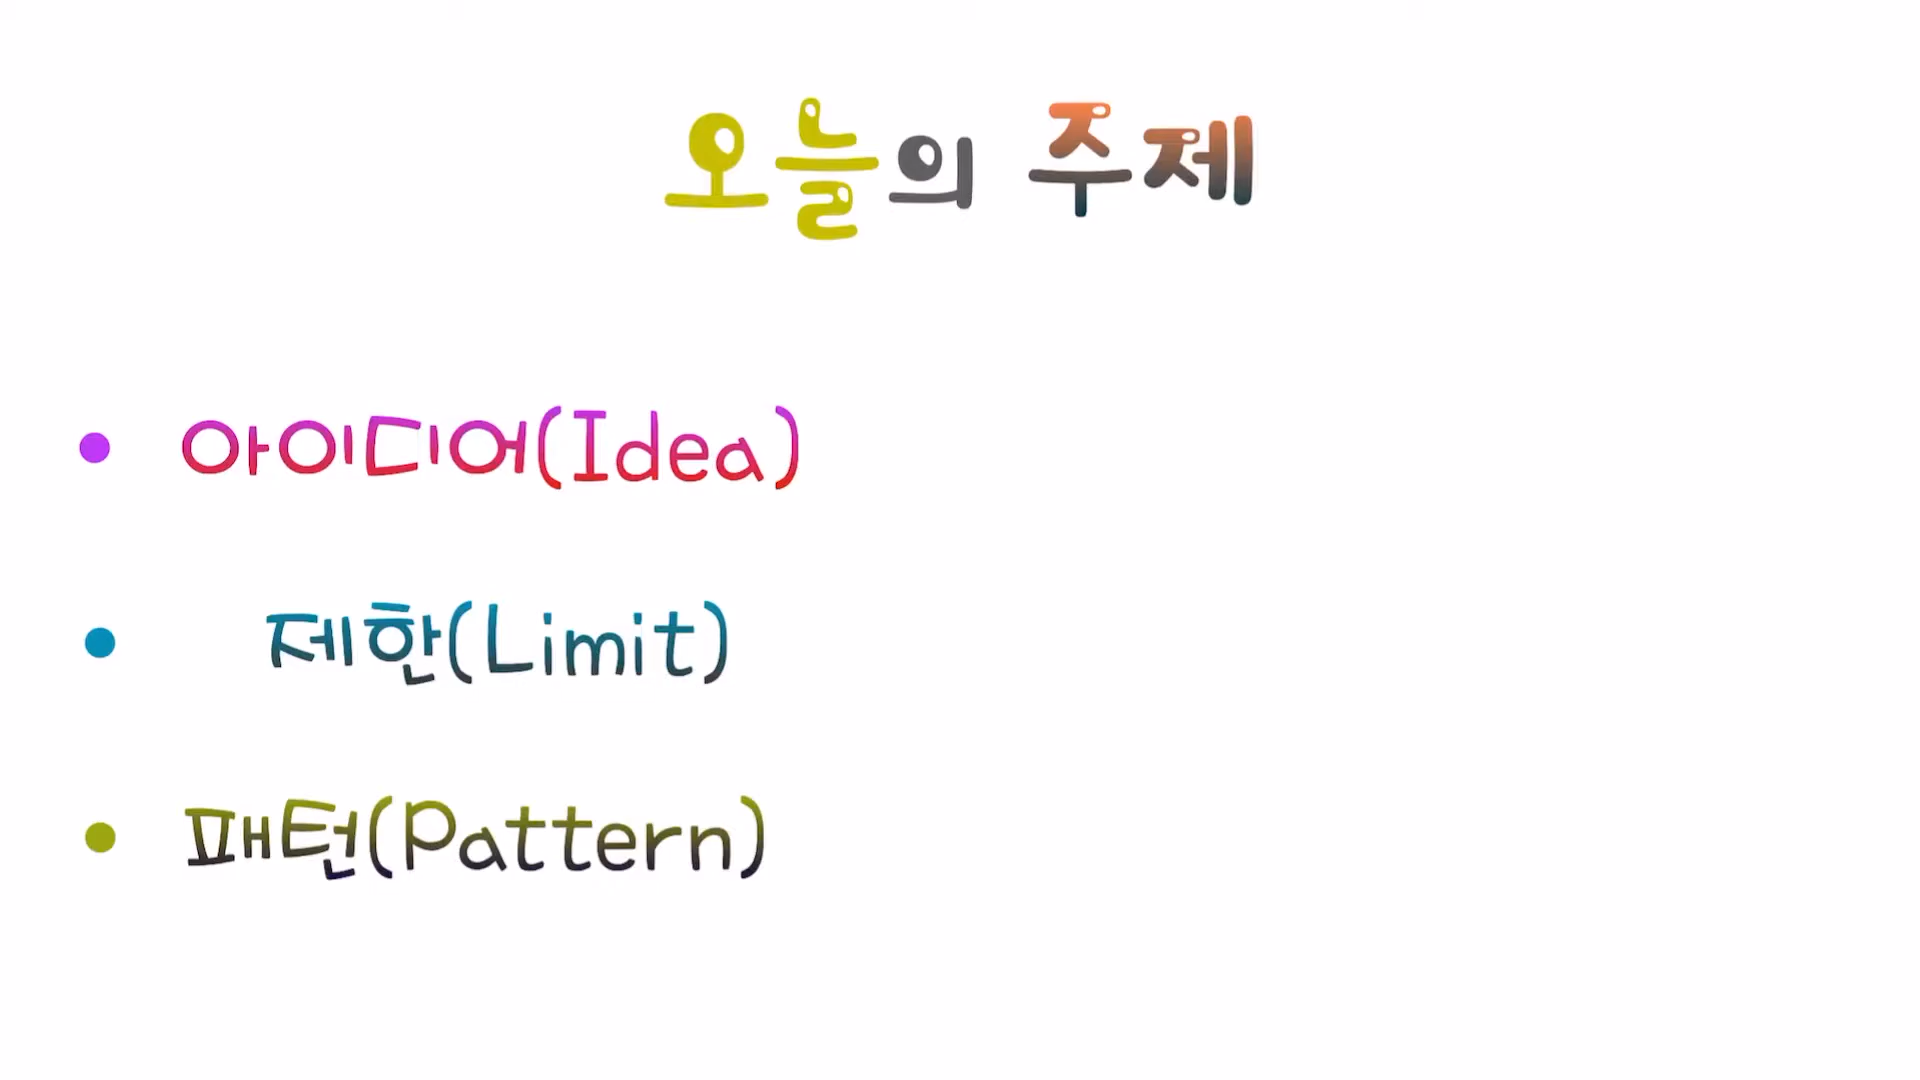 오늘의 주제
• 아이디어(Idea)
• 제한(Limit)
• 패턴(Pattern)